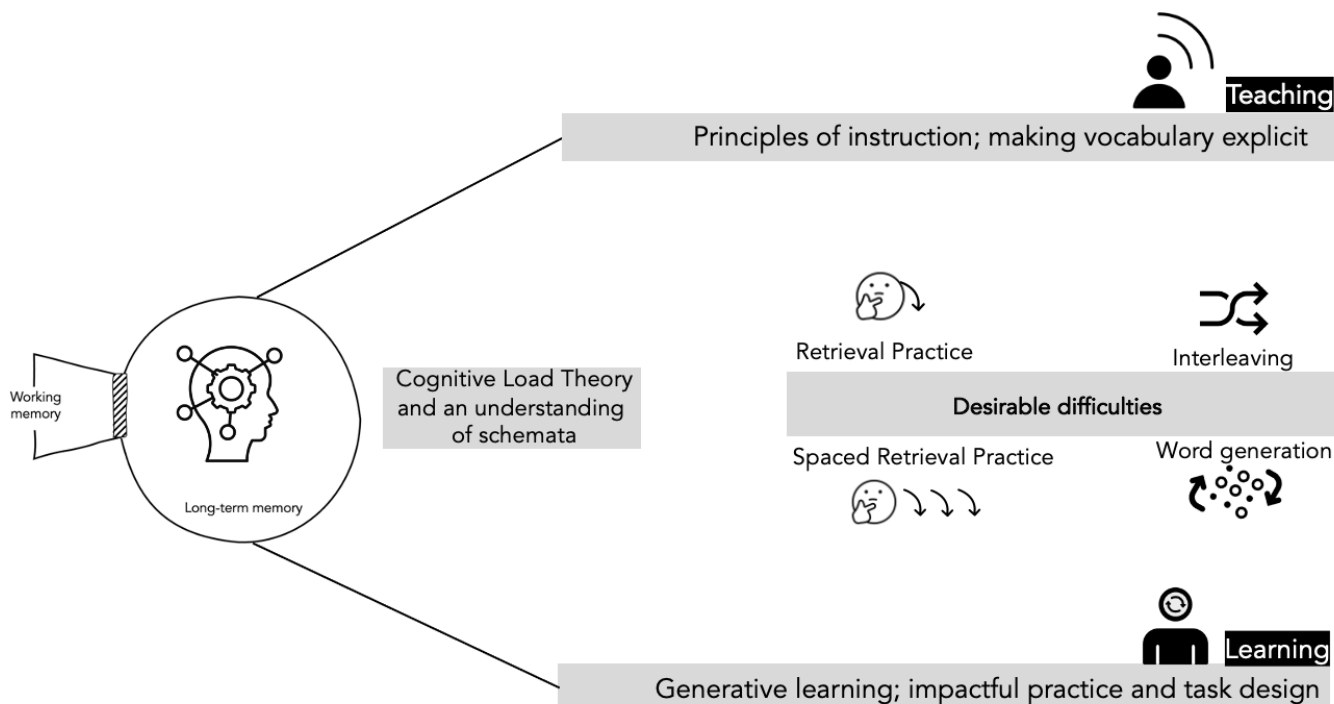 Teaching
Principles of instruction; making vocabulary explicit
Retrieval Practice
Interleaving
Working
memory
Cognitive Load Theory
and an understanding
of schemata
Desirable difficulties
Spaced Retrieval Practice
Word generation
Long-term memory
Learning
Generative learning; impactful practice and task design